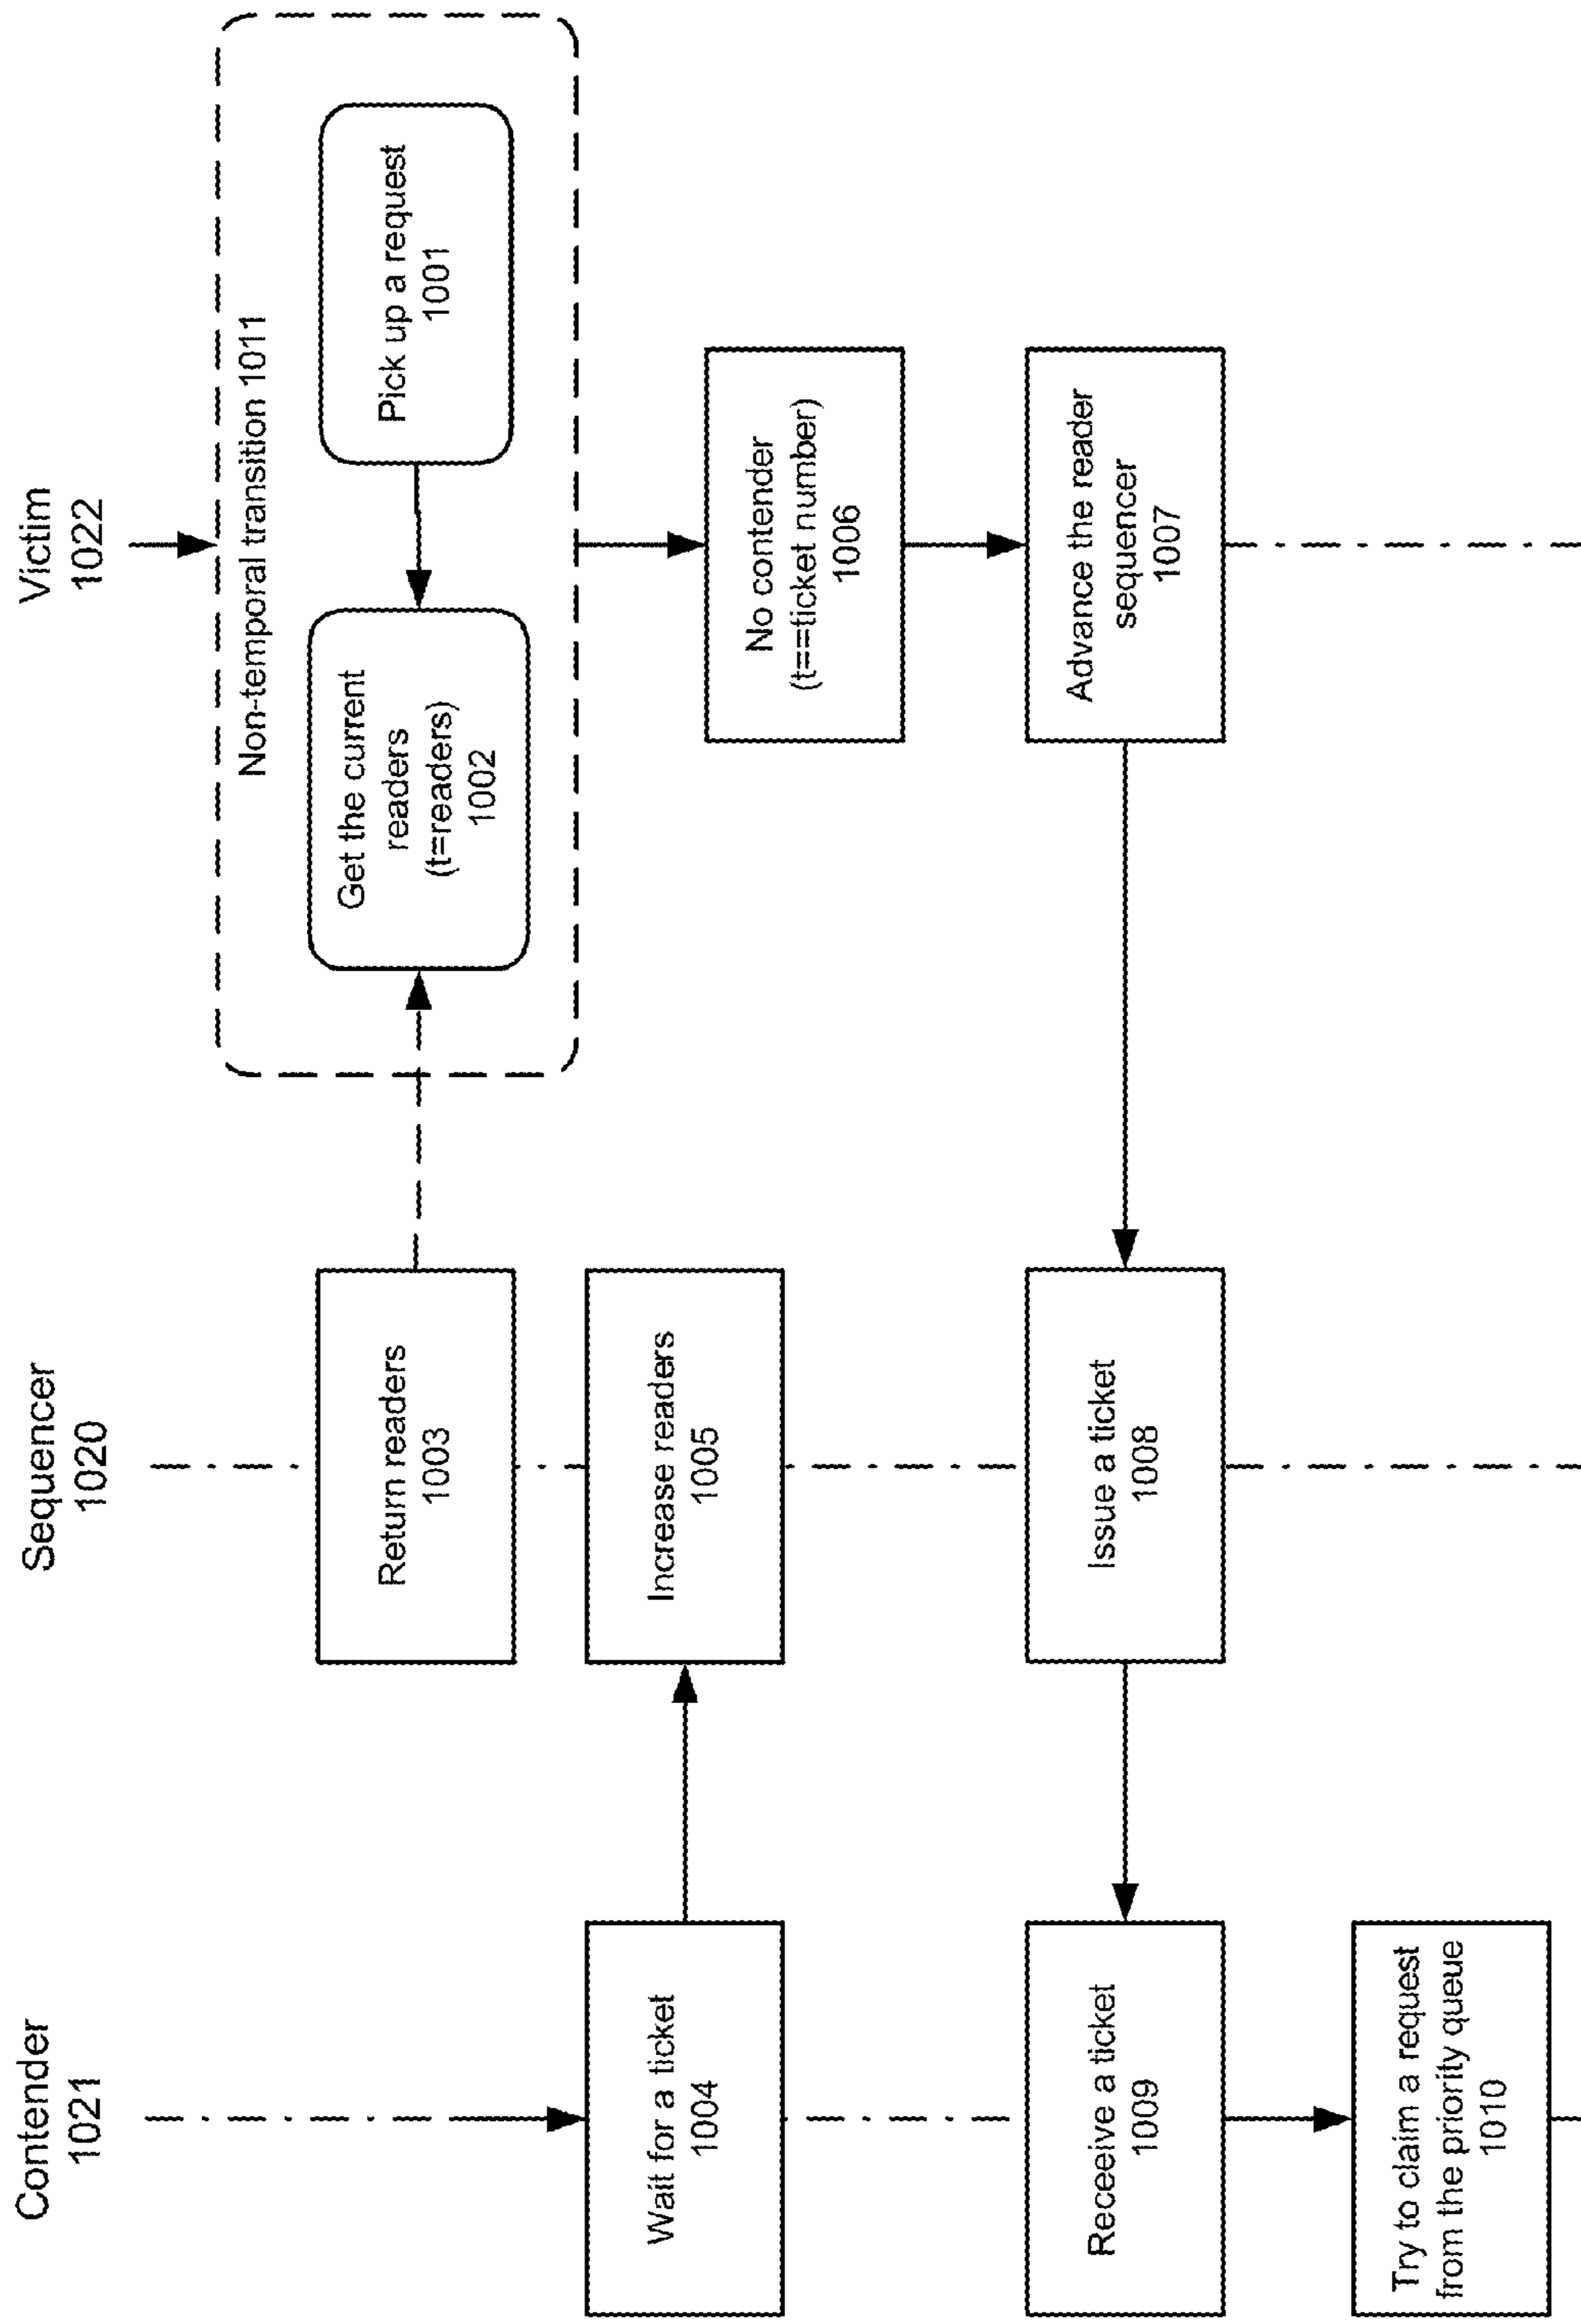 Contender
1021
Sequencer
1020
Victim
1022
Non-temporal transition 1011
Pick up a request
1001
Get the current
readers
(t=readers)
1002
Return readers
1003
Wait for a ticket
1004
Increase readers
1005
No contender
(t==ticket number)
1006
Advance the reader
sequencer
1007
Issue a ticket
1008
Receeive a ticket
1009
Try to claim a request
from the priority queue
1010